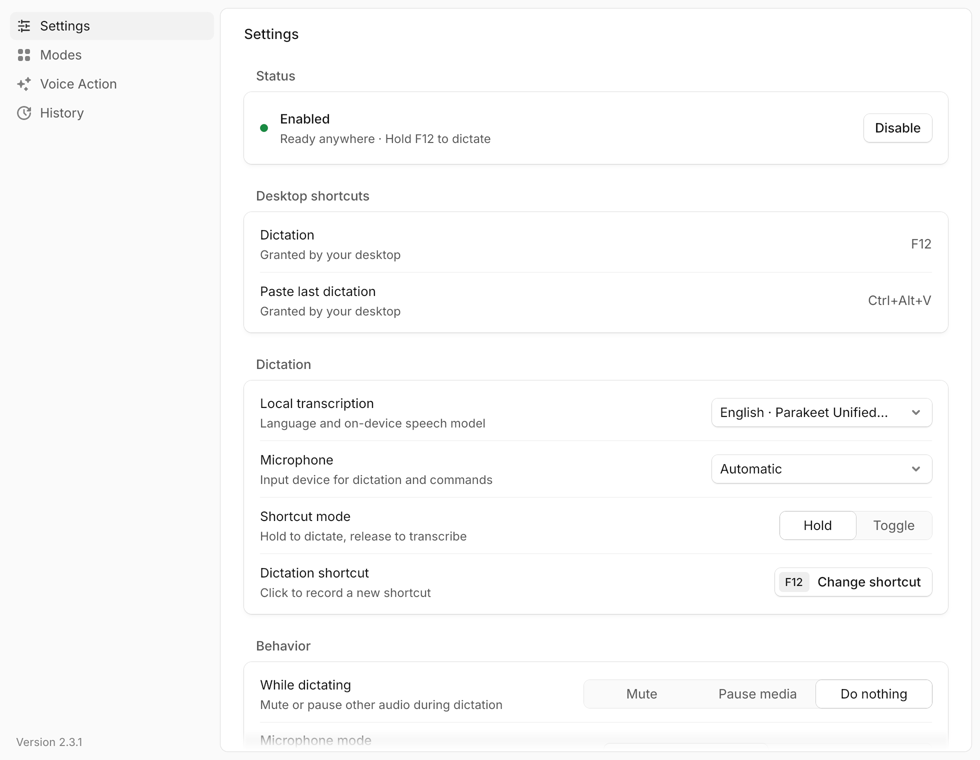 Settings
Modes
Voice Action
History
Version 2.3.1
Settings
Status
Enabled
Ready anywhere · Hold F12 to dictate
Disable
Desktop shortcuts
Dictation
Granted by your desktop
F12
Paste last dictation
Granted by your desktop
Ctrl+Alt+V
Dictation
Local transcription
Language and on-device speech model
English · Parakeet Unified...
Microphone
Input device for dictation and commands
Automatic
Shortcut mode
Hold to dictate, release to transcribe
Hold
Toggle
Dictation shortcut
Click to record a new shortcut
F12
Change shortcut
Behavior
While dictating
Mute or pause other audio during dictation
Mute
Pause media
Do nothing
Microphone mode